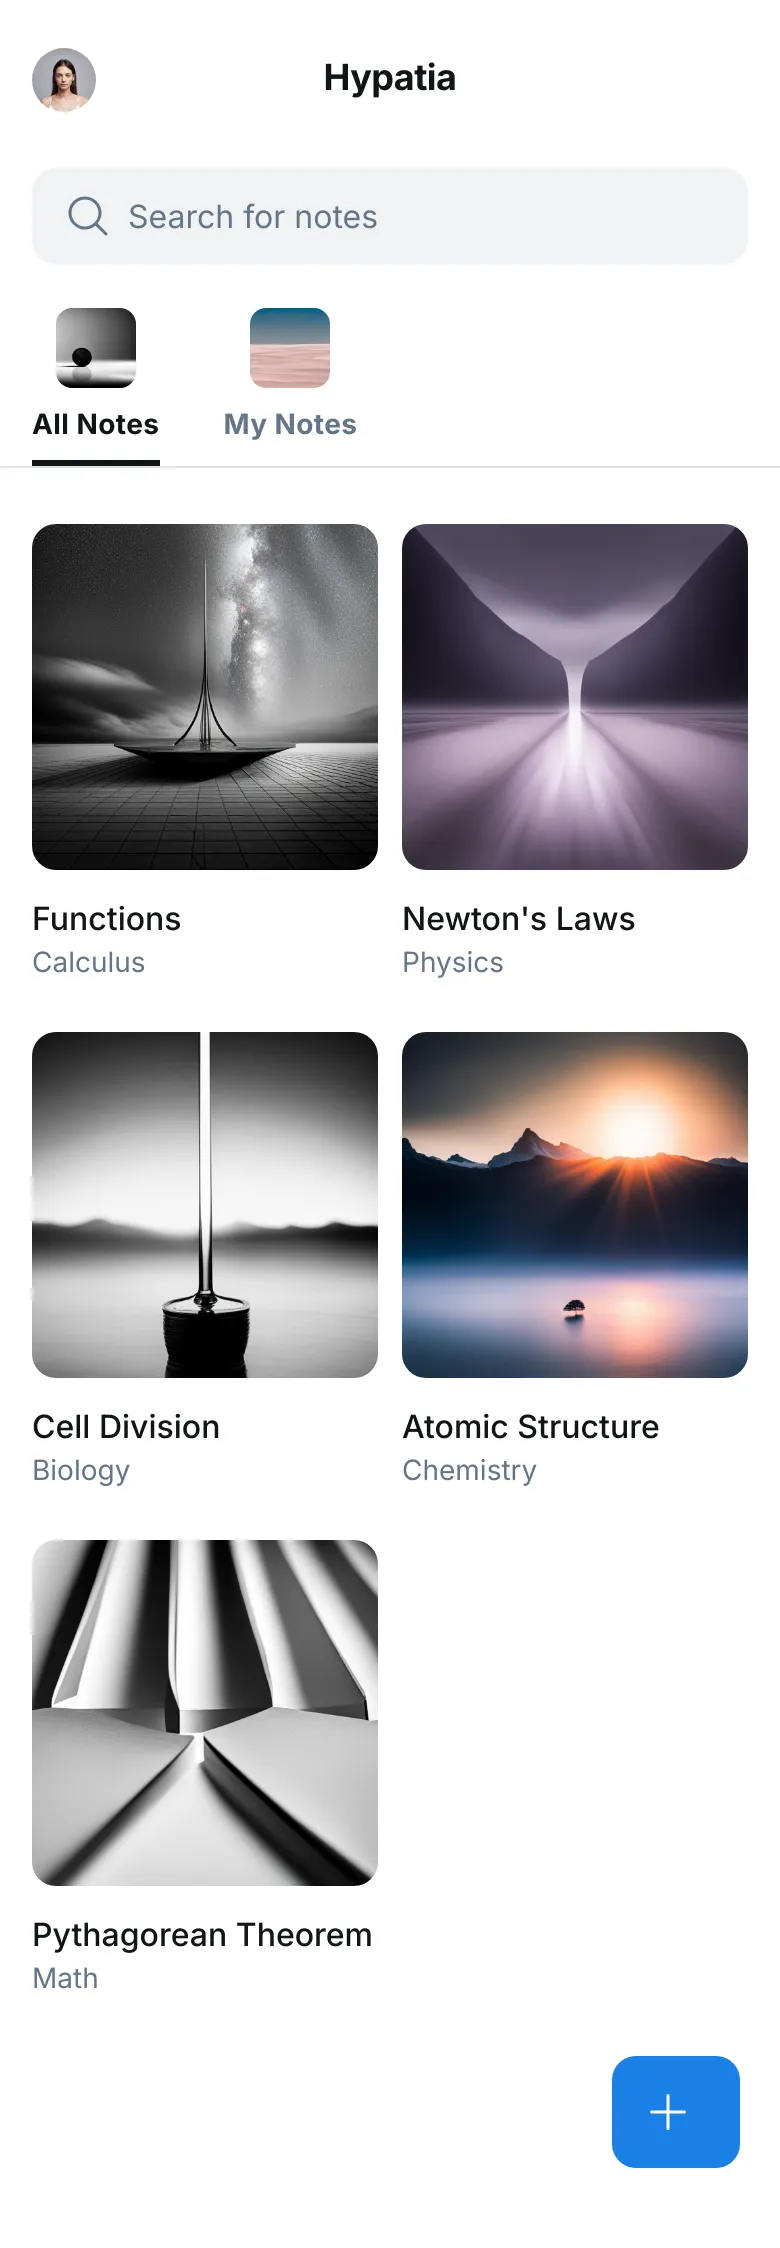 Hypatia
Search for notes
All Notes
My Notes
Functions
Calculus
Newton's Laws
Physics
Cell Division
Biology
Atomic Structure
Chemistry
Pythagorean Theorem
Math